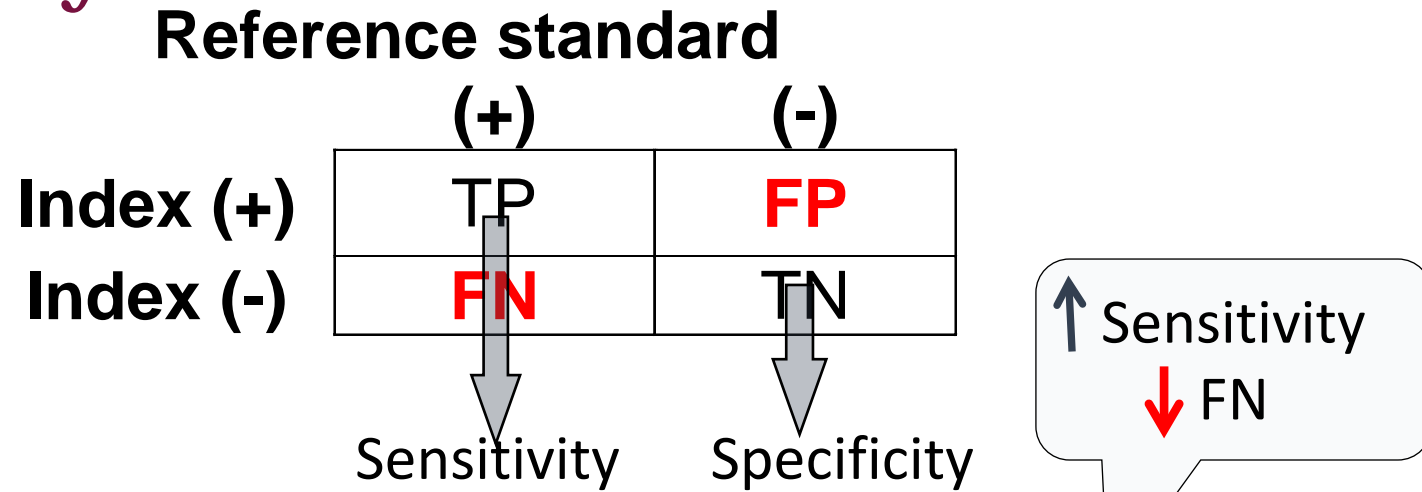 Reference standard
(+) (-)
Index (+) TP FP
Index (-) FN TN
↑ Sensitivity
↓ FN
Sensitivity Specificity